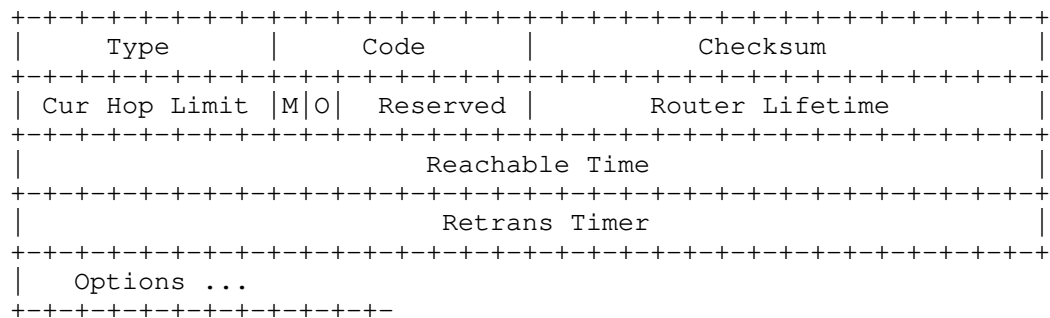 +-+-+-+-+-+-+-+-+-+-+-+-+-+-+-+-+-+-+-+-+-+-+-+-+-+-+-+-+-+-+-+-+
|     Type      |     Code      |          Checksum             |
+-+-+-+-+-+-+-+-+-+-+-+-+-+-+-+-+-+-+-+-+-+-+-+-+-+-+-+-+-+-+-+-+
| Cur Hop Limit |M|O|  Reserved |       Router Lifetime         |
+-+-+-+-+-+-+-+-+-+-+-+-+-+-+-+-+-+-+-+-+-+-+-+-+-+-+-+-+-+-+-+-+
|                         Reachable Time                        |
+-+-+-+-+-+-+-+-+-+-+-+-+-+-+-+-+-+-+-+-+-+-+-+-+-+-+-+-+-+-+-+-+
|                          Retrans Timer                        |
+-+-+-+-+-+-+-+-+-+-+-+-+-+-+-+-+-+-+-+-+-+-+-+-+-+-+-+-+-+-+-+-+
|   Options ...
+-+-+-+-+-+-+-+-+-+-+-+-